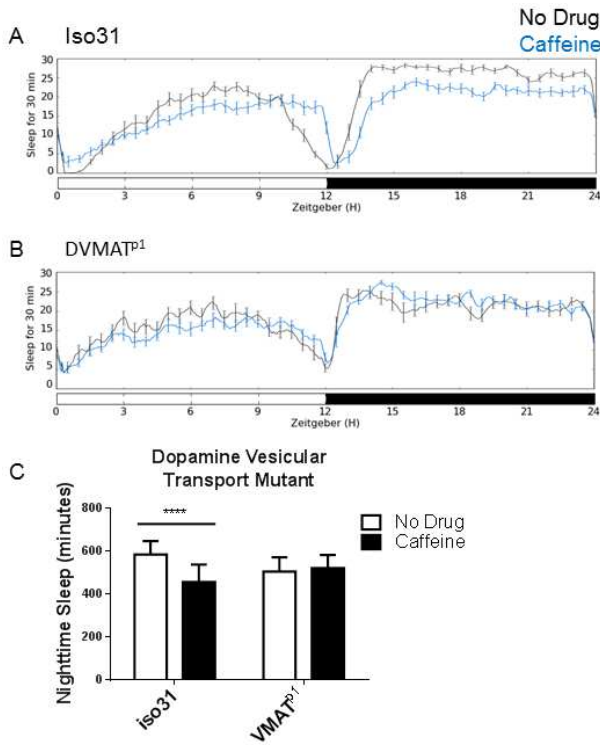 No Drug
Caffeine
A Iso31
Sleep for 30 min
30
25
20
15
10
5
0
0 3 6 9 12 15 18 21 24
Zeitgeber (H)
B DVMATᵖ¹
Sleep for 30 min
30
25
20
15
10
5
0
0 3 6 9 12 15 18 21 24
Zeitgeber (H)
C
Dopamine Vesicular
Transport Mutant
Nighttime Sleep (minutes)
800
600
400
200
0
****
No Drug
Caffeine
iso31
VMATᵖ¹